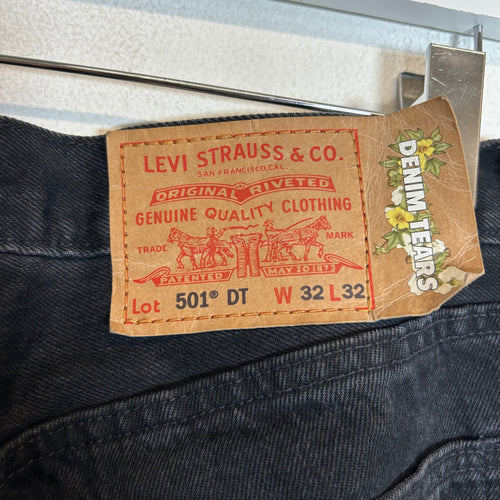 LEVI STRAUSS & CO.
SAN FRANCISCO, CAL.
ORIGINAL RIVETED
GENUINE QUALITY CLOTHING
TRADE MARK
PATENTED MAY 20 1873
Lot 501® DT W 32 L 32
DENIM TEARS